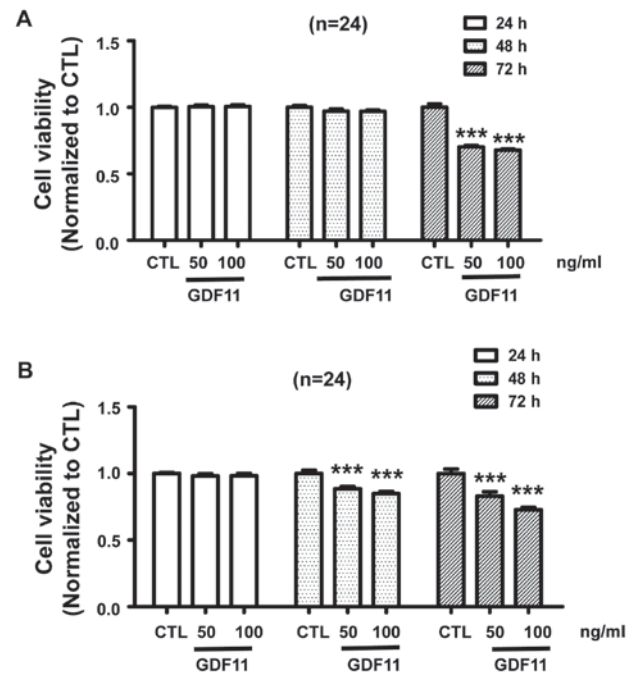 A
(n=24)
24 h
48 h
72 h
Cell viability
(Normalized to CTL)
1.5
1.0
0.5
0.0
*** ***
CTL 50 100 CTL 50 100 CTL 50 100 ng/ml
GDF11 GDF11 GDF11
B
(n=24)
24 h
48 h
72 h
Cell viability
(Normalized to CTL)
1.5
1.0
0.5
0.0
*** *** *** ***
CTL 50 100 CTL 50 100 CTL 50 100 ng/ml
GDF11 GDF11 GDF11